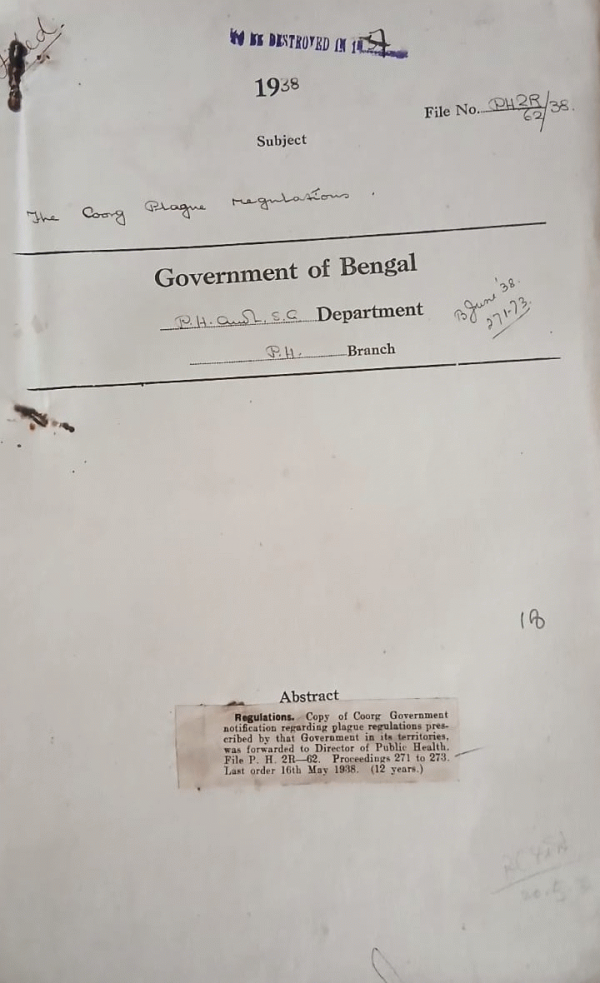 TO BE DESTROYED IN 19
1938
File No. PH2R/62/38.
Subject
The Coorg Plague regulations.
Government of Bengal
P.H. and L.S.G Department
B June '38.
271-73.
P.H. Branch
18
Abstract
Regulations. Copy of Coorg Government
notification regarding plague regulations pres-
cribed by that Government in its territories,
was forwarded to Director of Public Health.
File P. H. 2R—62. Proceedings 271 to 273.
Last order 16th May 1938. (12 years.)